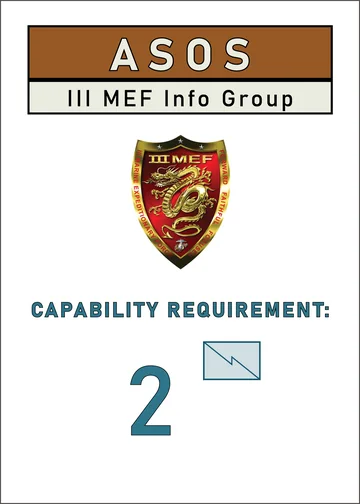 ASOS
III MEF Info Group
III MEF
CAPABILITY REQUIREMENT:
2